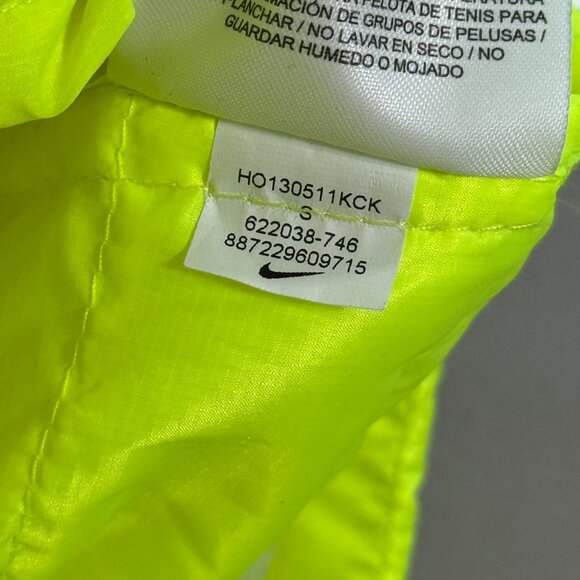 PELOTA DE TENIS PARA
FORMACIÓN DE GRUPOS DE PELUSAS /
PLANCHAR / NO LAVAR EN SECO / NO
GUARDAR HUMEDO O MOJADO
HO130511KCK
S
622038-746
887229609715